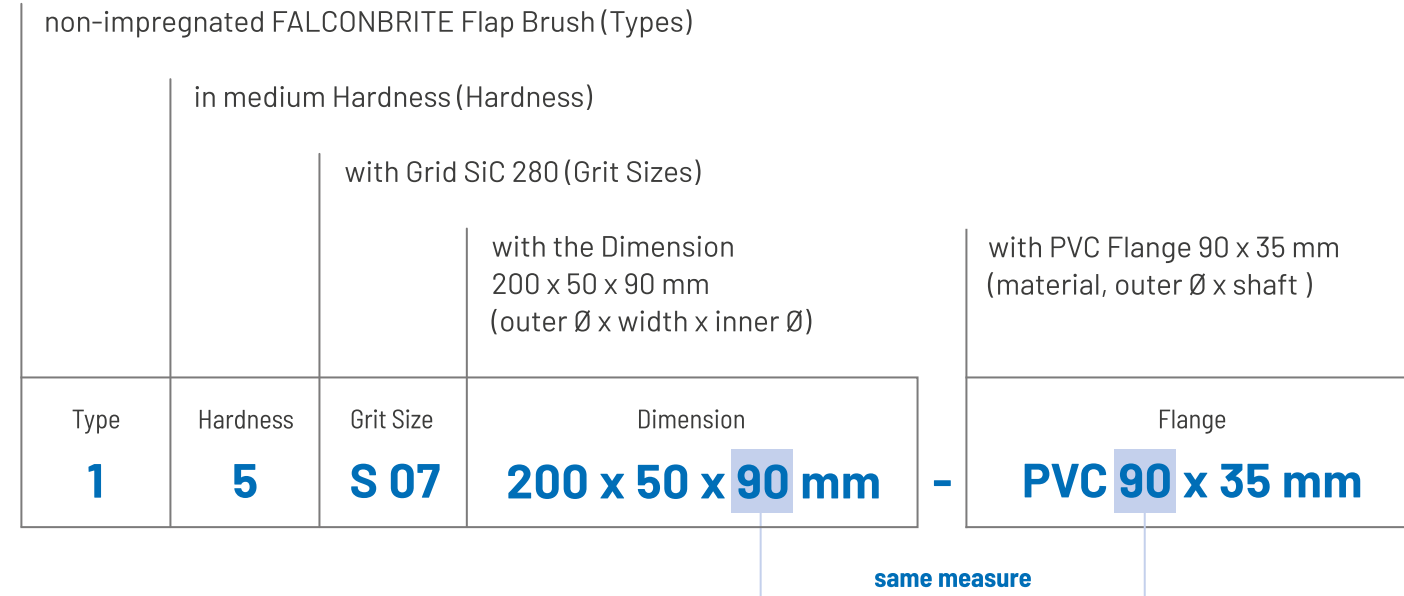 non-impregnated FALCONBRITE Flap Brush (Types)
in medium Hardness (Hardness)
with Grid SiC 280 (Grit Sizes)
with the Dimension
200 x 50 x 90 mm
(outer Ø x width x inner Ø)
with PVC Flange 90 x 35 mm
(material, outer Ø x shaft )
Type
Hardness
Grit Size
Dimension
Flange
1
5
S 07
200 x 50 x 90 mm
-
PVC 90 x 35 mm
same measure